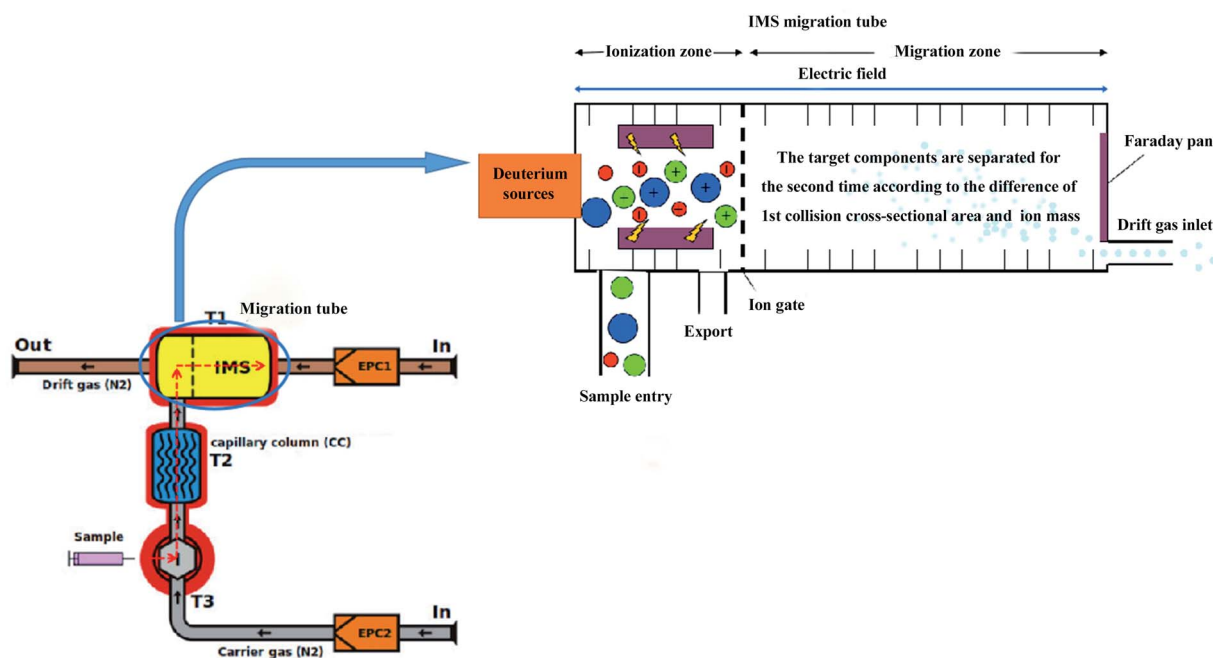 IMS migration tube
Ionization zone
Migration zone
Electric field
Deuterium
sources
The target components are separated for
the second time according to the difference of
1st collision cross-sectional area and ion mass
Faraday pan
Drift gas inlet
Ion gate
Export
Sample entry
Migration tube
T1
Out
In
IMS
EPC1
Drift gas (N2)
capillary column (CC)
T2
Sample
I
T3
In
EPC2
Carrier gas (N2)